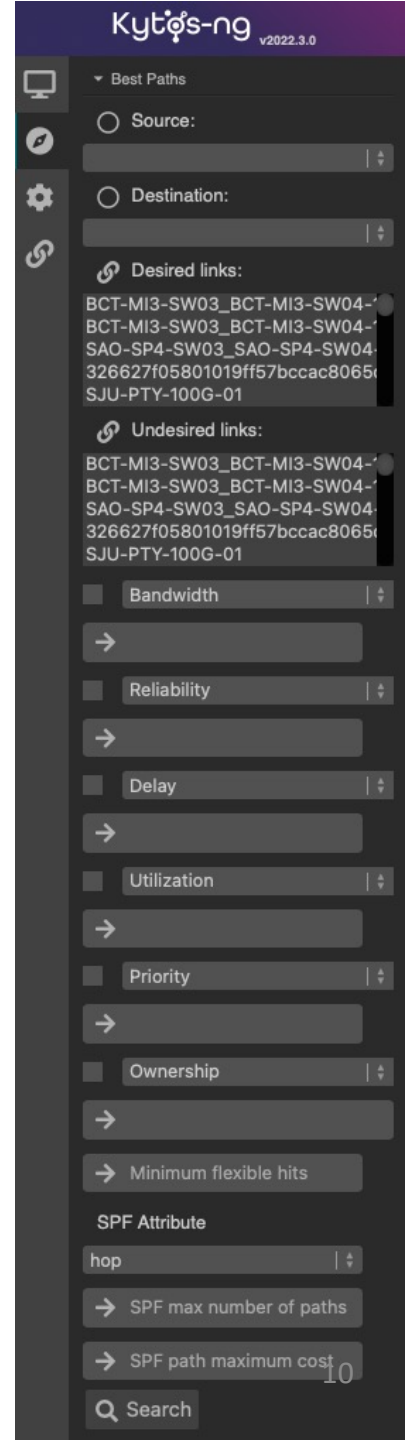 Kytos-ng v2022.3.0
Best Paths
Source:
Destination:
Desired links:
BCT-MI3-SW03_BCT-MI3-SW04-
BCT-MI3-SW03_BCT-MI3-SW04-
SAO-SP4-SW03_SAO-SP4-SW04-
326627f05801019ff57bccac8065
SJU-PTY-100G-01
Undesired links:
BCT-MI3-SW03_BCT-MI3-SW04-
BCT-MI3-SW03_BCT-MI3-SW04-
SAO-SP4-SW03_SAO-SP4-SW04-
326627f05801019ff57bccac8065
SJU-PTY-100G-01
Bandwidth
Reliability
Delay
Utilization
Priority
Ownership
Minimum flexible hits
SPF Attribute
hop
SPF max number of paths
SPF path maximum cost
10
Search